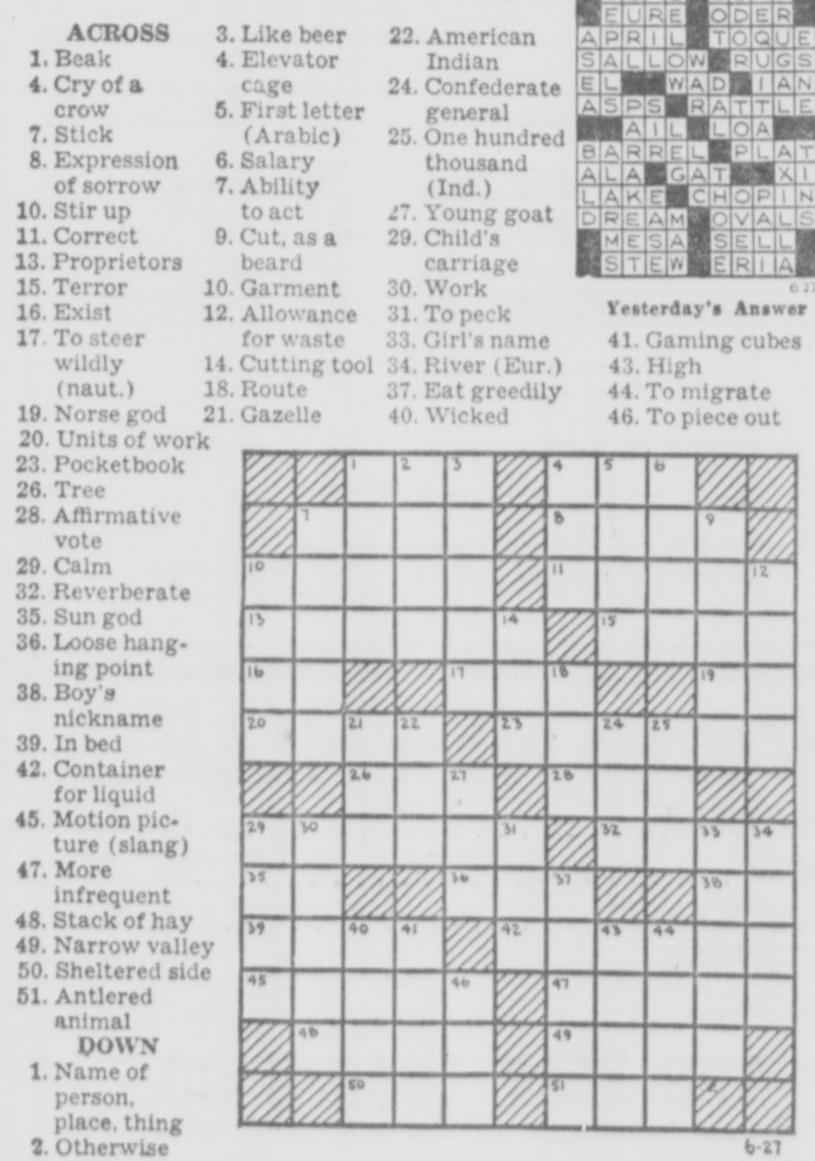 ACROSS
1. Beak
4. Cry of a
crow
7. Stick
8. Expression
of sorrow
10. Stir up
11. Correct
13. Proprietors
15. Terror
16. Exist
17. To steer
wildly
(naut.)
19. Norse god
20. Units of work
23. Pocketbook
26. Tree
28. Affirmative
vote
29. Calm
32. Reverberate
35. Sun god
36. Loose hang-
ing point
38. Boy's
nickname
39. In bed
42. Container
for liquid
45. Motion pic-
ture (slang)
47. More
infrequent
48. Stack of hay
49. Narrow valley
50. Sheltered side
51. Antlered
animal
DOWN
1. Name of
person,
place, thing
2. Otherwise
3. Like beer
4. Elevator
cage
5. First letter
(Arabic)
6. Salary
7. Ability
to act
9. Cut, as a
beard
10. Garment
12. Allowance
for waste
14. Cutting tool
18. Route
21. Gazelle
22. American
Indian
24. Confederate
general
25. One hundred
thousand
(Ind.)
27. Young goat
29. Child's
carriage
30. Work
31. To peck
33. Girl's name
34. River (Eur.)
37. Eat greedily
40. Wicked
EURE ODER
APRIL TOQUE
SALLOW RUGS
EL WAD IAN
ASPS RATTLE
AIL LOA
BARREL PLAT
ALA GAT XI
LAKE CHOPIN
DREAM OVALS
MESA SELL
STEW ERIA
6-27
Yesterday's Answer
41. Gaming cubes
43. High
44. To migrate
46. To piece out
1 2 3 4 5 6
7 8 9
10 11 12
13 14 15
16 17 18 19
20 21 22 23 24 25
26 27 28
29 30 31 32 33 34
35 36 37 38
39 40 41 42 43 44
45 46 47
48 49
50 51
6-27